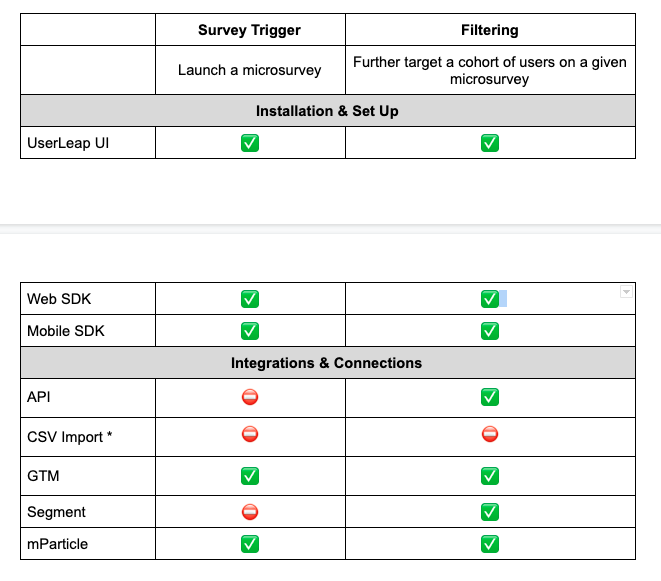 Survey Trigger Filtering
Launch a microsurvey Further target a cohort of users on a given
microsurvey
Installation & Set Up
UserLeap UI ✅ ✅
Web SDK ✅ ✅
Mobile SDK ✅ ✅
Integrations & Connections
API ⛔ ✅
CSV Import * ⛔ ⛔
GTM ✅ ✅
Segment ⛔ ✅
mParticle ✅ ✅